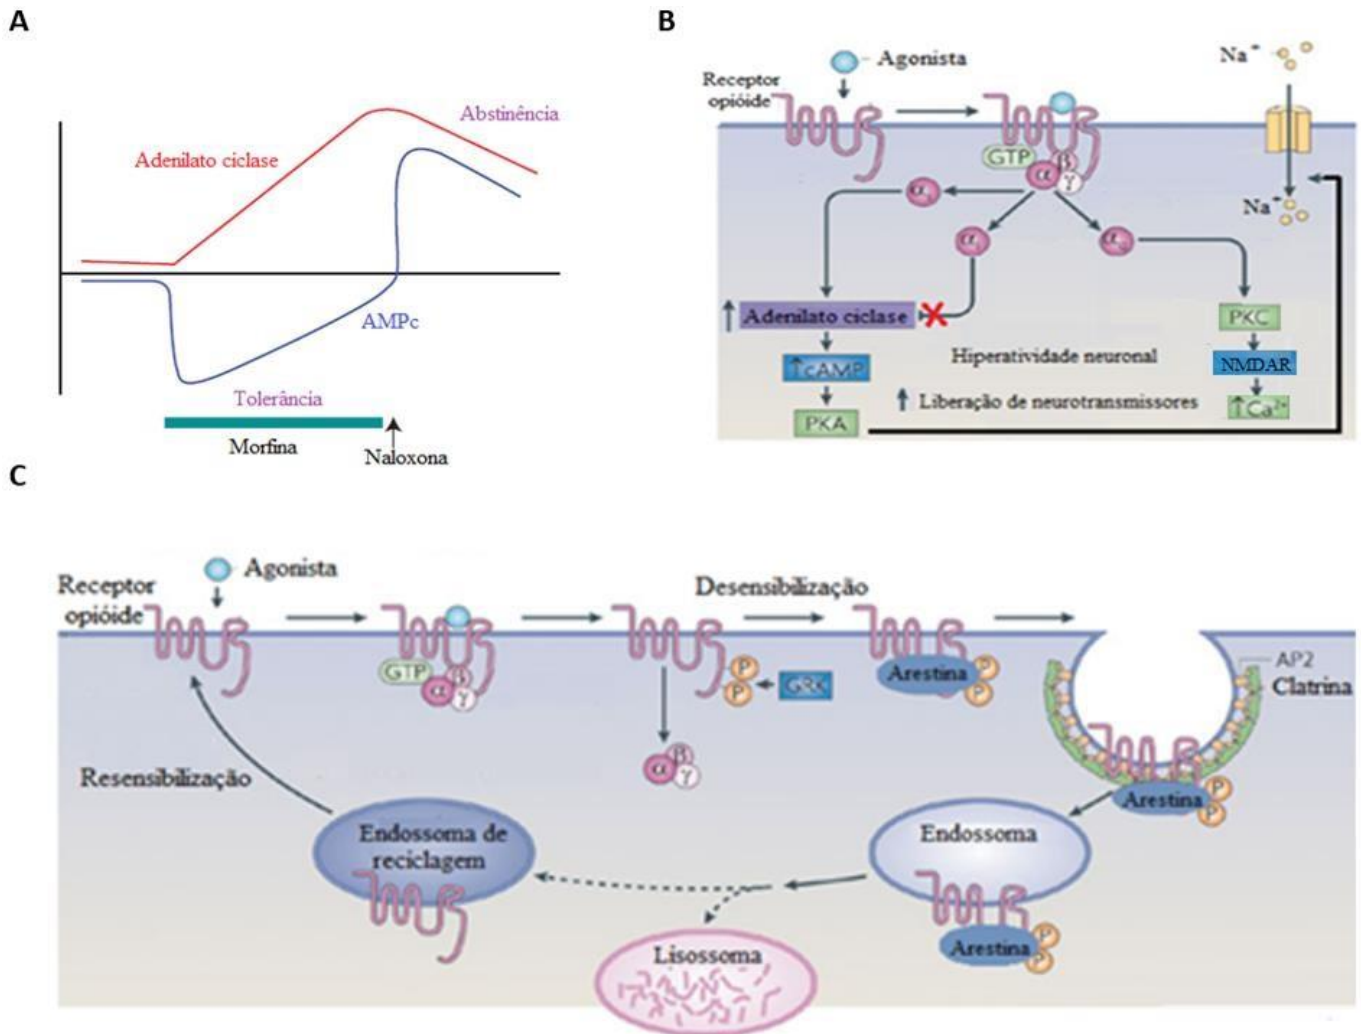 A
Adenilato ciclase
Abstinência
AMPc
Tolerância
Morfina
Naloxona
B
Receptor
opióide
Agonista
Na+
GTP
α
β
γ
α
α
α
Na+
↑ Adenilato ciclase
X
↑cAMP
PKA
Hiperatividade neuronal
↑ Liberação de neurotransmissores
PKC
NMDAR
↑Ca2+
C
Receptor
opióide
Agonista
GTP
α
β
γ
P
P
GRK
α
β
γ
Desensibilização
Arestina
P
P
AP2
Clatrina
Arestina
P
P
Resensibilização
Endossoma de
reciclagem
Endossoma
Arestina
P
P
Lisossoma